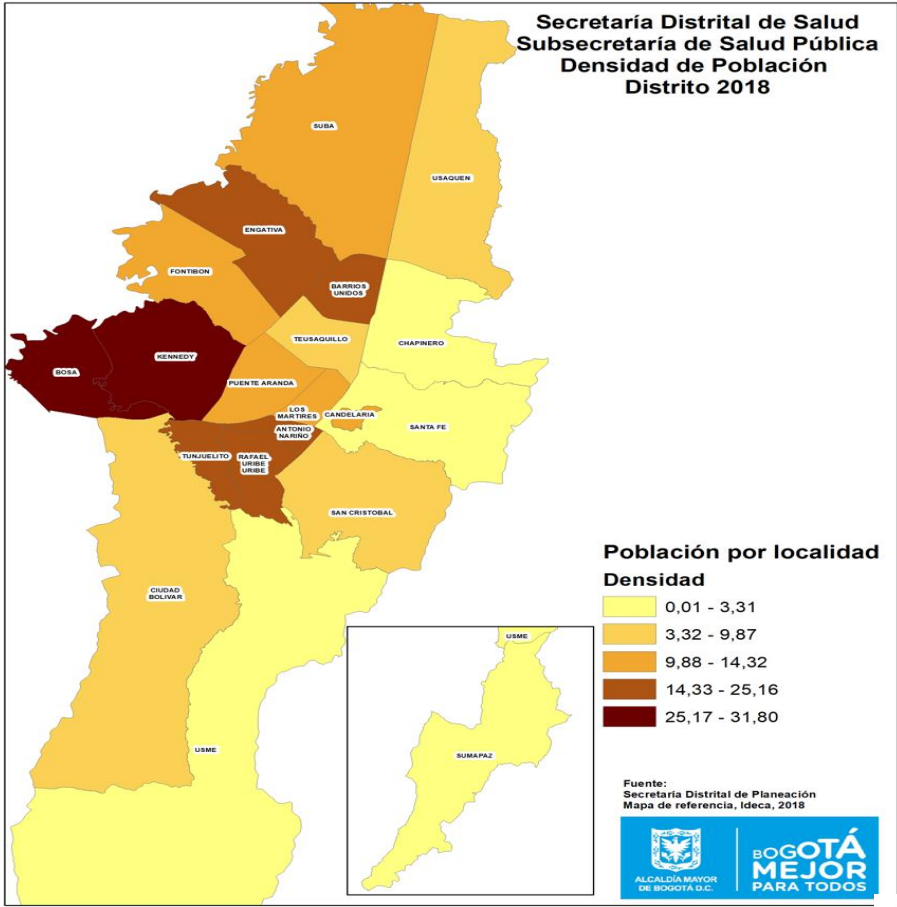 Secretaría Distrital de Salud
Subsecretaría de Salud Pública
Densidad de Población
Distrito 2018
SUBA
USAQUEN
ENGATIVA
FONTIBON
BARRIOS
UNIDOS
TEUSAQUILLO
CHAPINERO
KENNEDY
BOSA
PUENTE ARANDA
LOS
MARTIRES
CANDELARIA
SANTA FE
ANTONIO
NARIÑO
TUNJUELITO
RAFAEL
URIBE
URIBE
SAN CRISTOBAL
CIUDAD
BOLIVAR
USME
USME
SUMAPAZ
Población por localidad
Densidad
0,01 - 3,31
3,32 - 9,87
9,88 - 14,32
14,33 - 25,16
25,17 - 31,80
Fuente:
Secretaría Distrital de Planeación
Mapa de referencia, Ideca, 2018
ALCALDÍA MAYOR
DE BOGOTÁ D.C.
BOGOTÁ
MEJOR
PARA TODOS